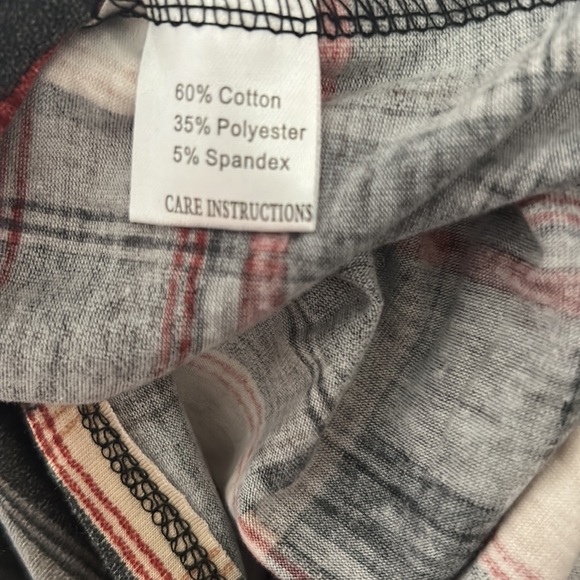 60% Cotton
35% Polyester
5% Spandex
CARE INSTRUCTIONS